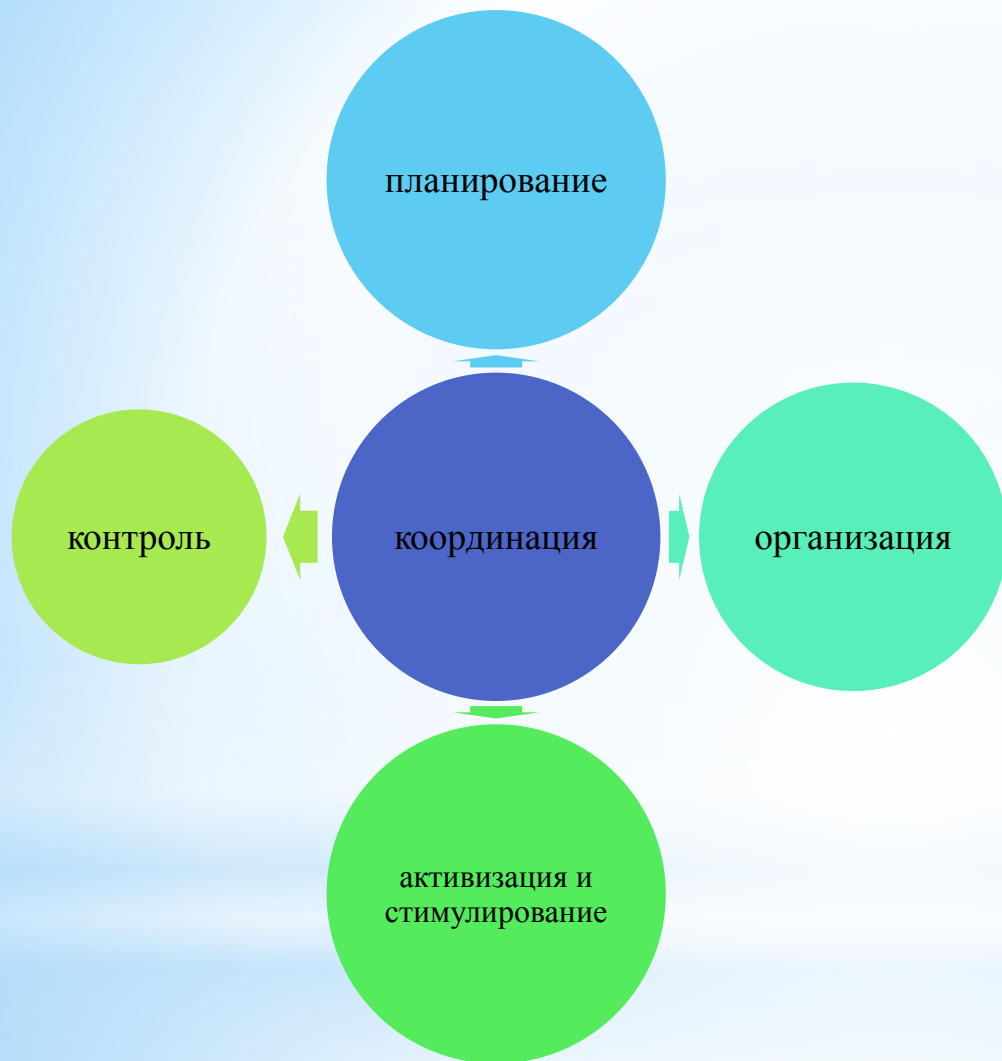 планирование
контроль
координация
организация
активизация и
стимулирование